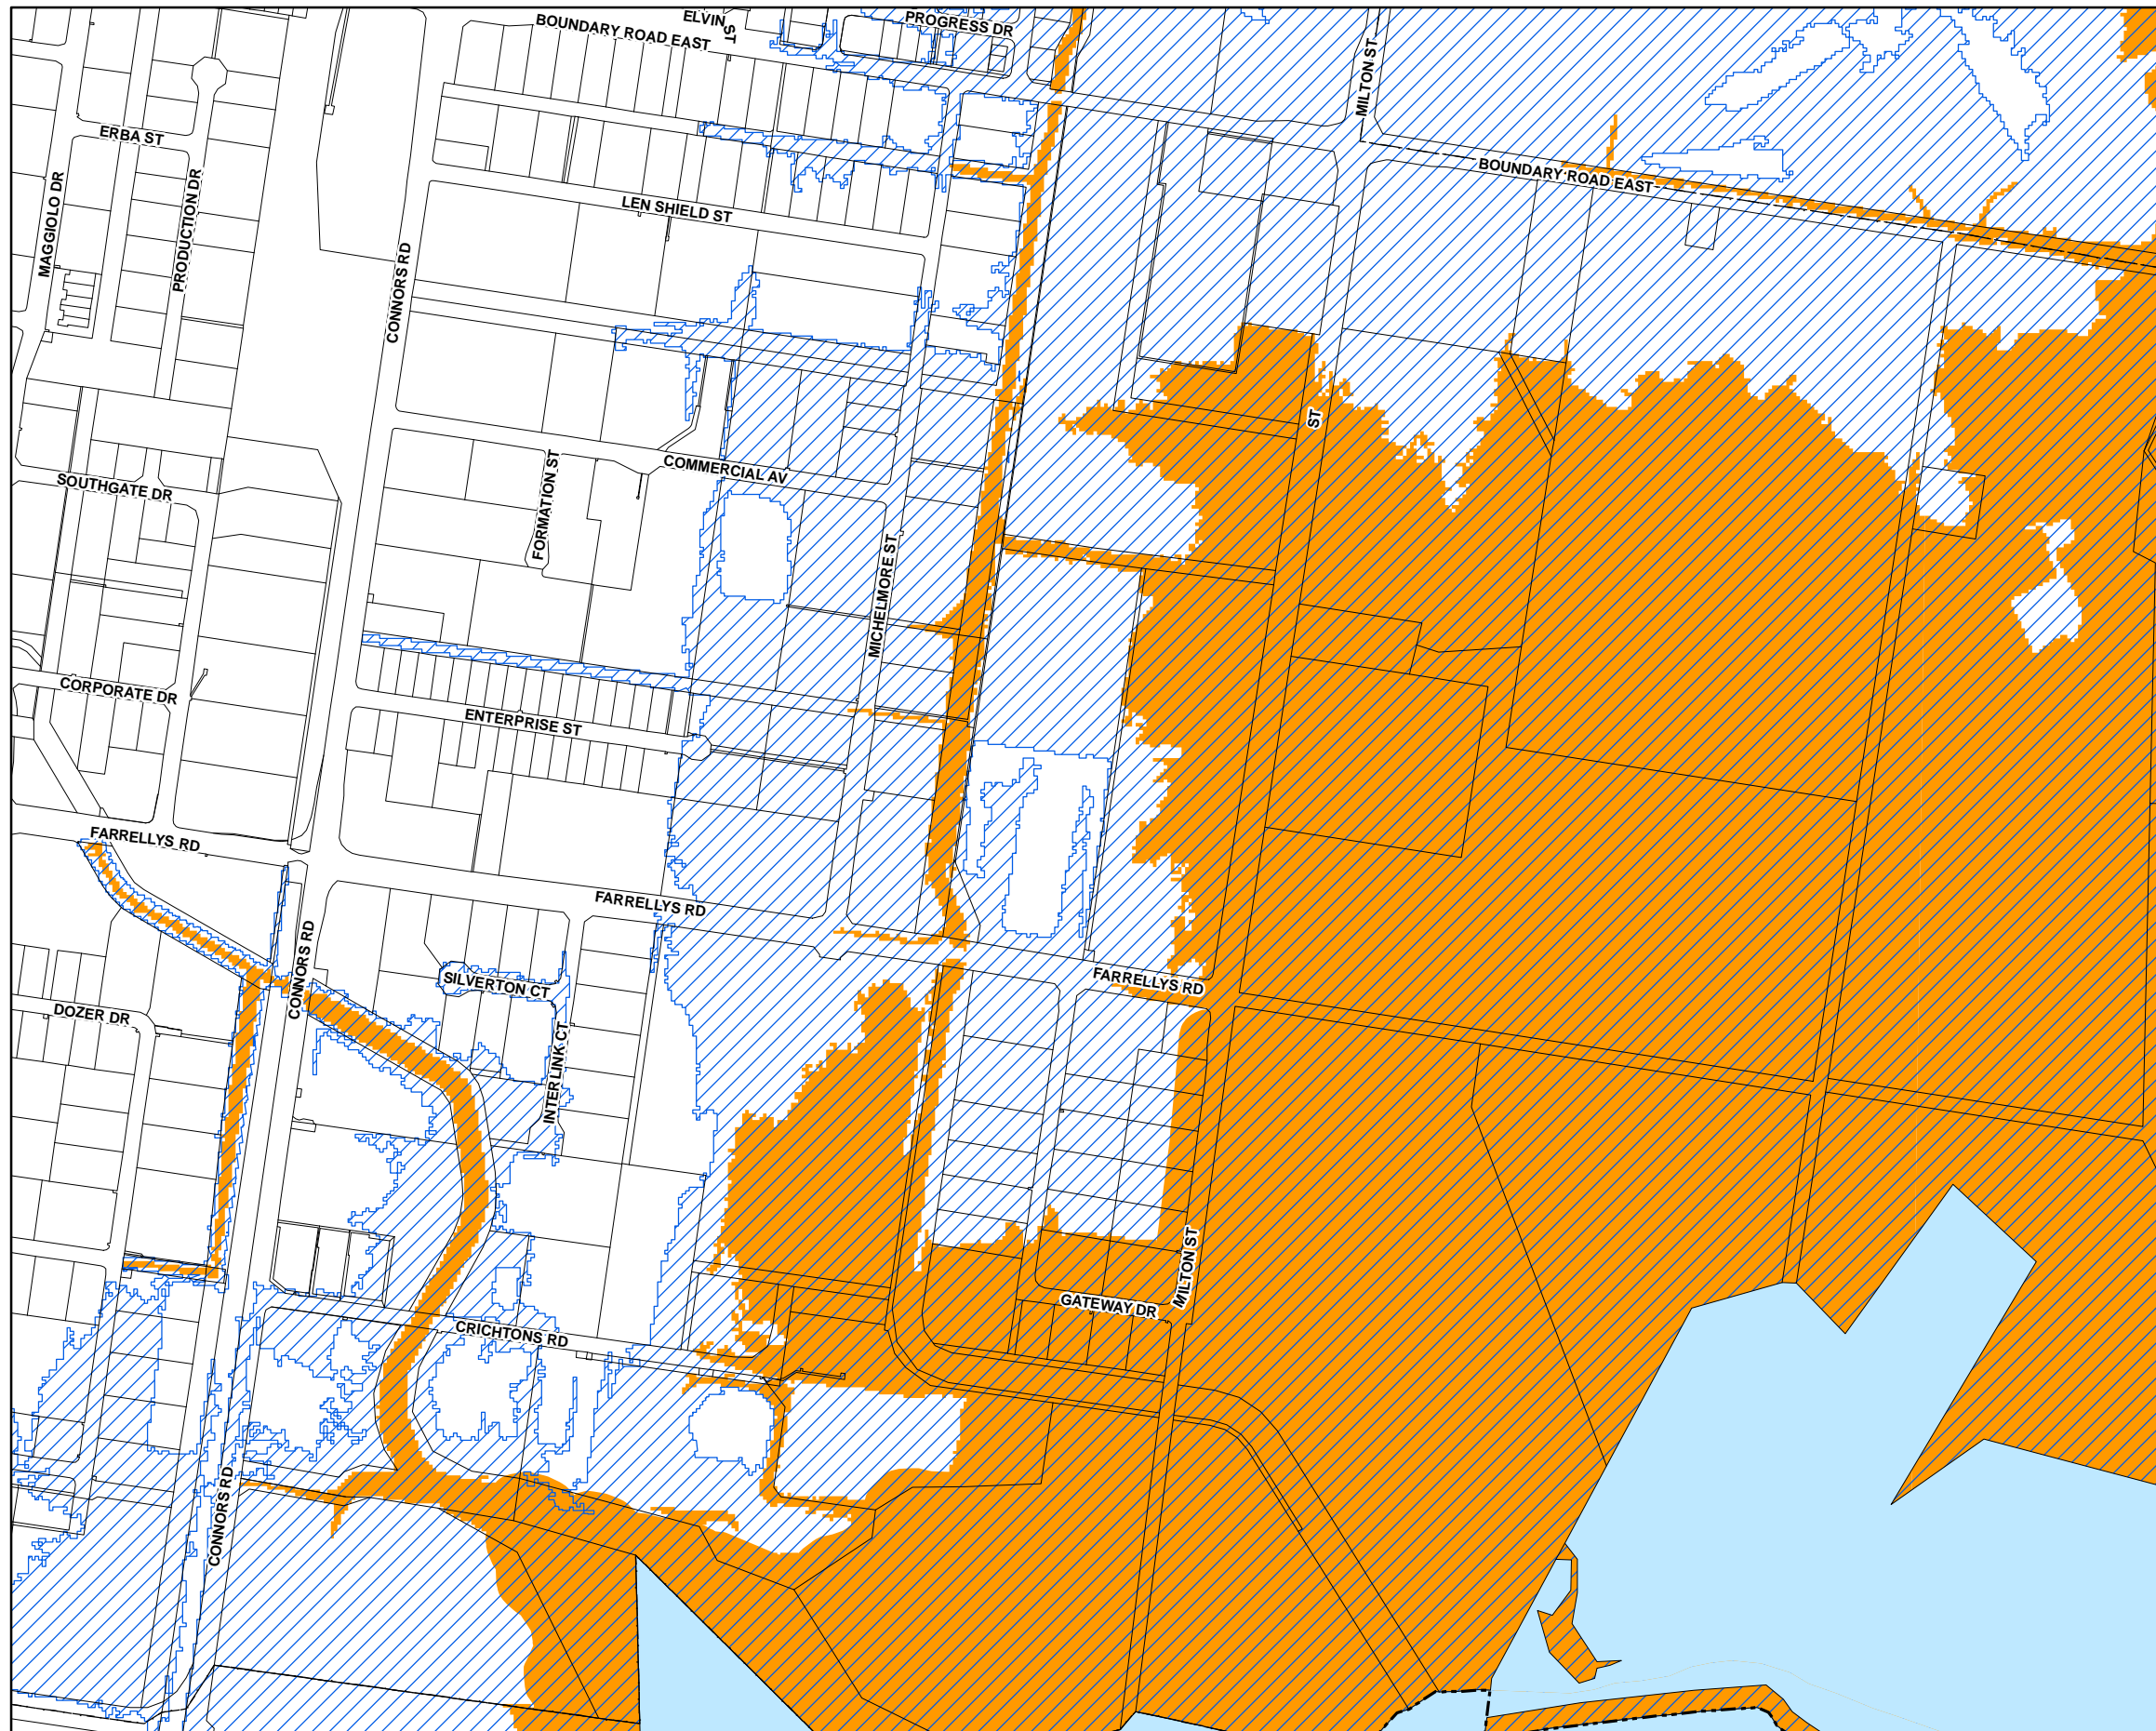 ELVIN ST
PROGRESS DR
BOUNDARY ROAD EAST
MILTON ST
ERBA ST
BOUNDARY ROAD EAST
MAGGIOLO DR
PRODUCTION DR
LEN SHIELD ST
CONNORS RD
ST
COMMERCIAL AV
SOUTHGATE DR
FORMATION ST
MICHELMORE ST
CORPORATE DR
ENTERPRISE ST
FARRELLYS RD
FARRELLYS RD
CONNORS RD
SILVERTON CT
FARRELLYS RD
DOZER DR
INTERLINK CT
MILTON ST
GATEWAY DR
CRICHTONS RD
CONNORS RD